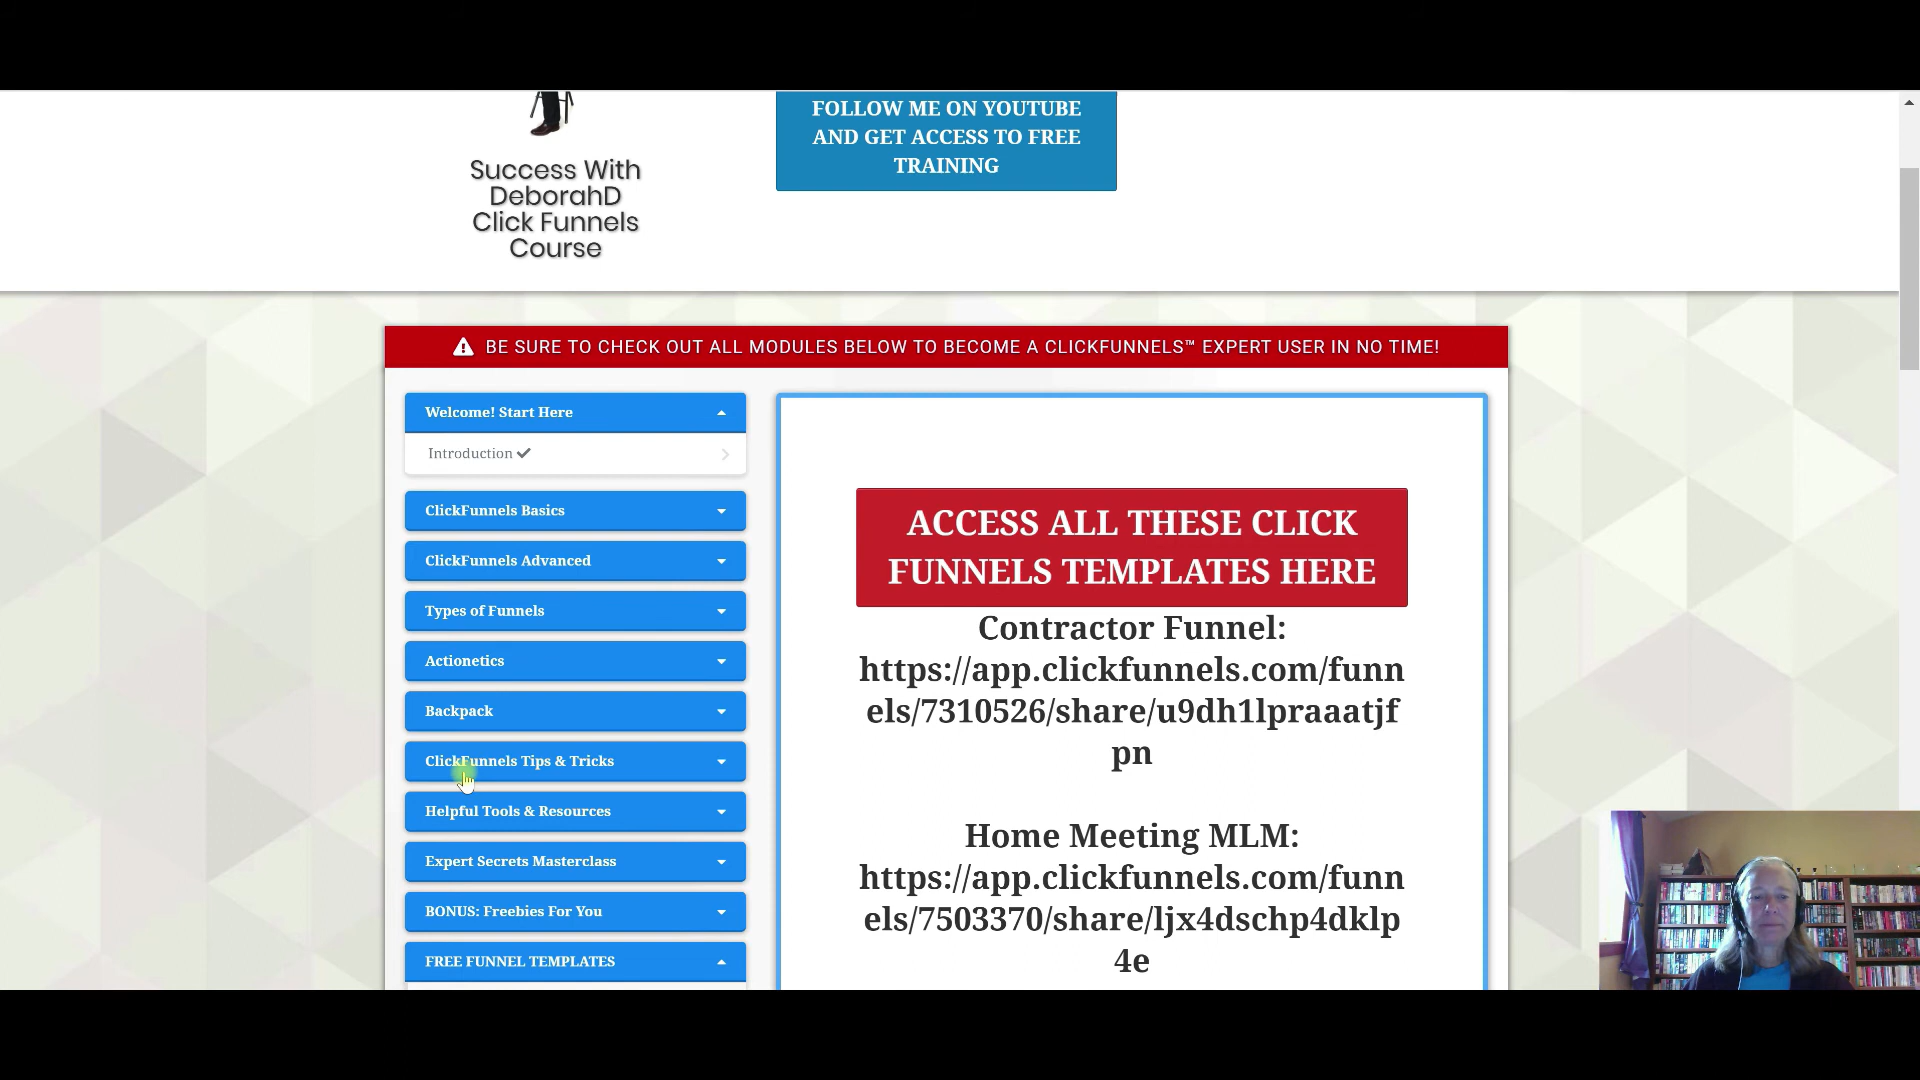 Success With
DeborahD
Click Funnels
Course
FOLLOW ME ON YOUTUBE
AND GET ACCESS TO FREE
TRAINING
BE SURE TO CHECK OUT ALL MODULES BELOW TO BECOME A CLICKFUNNELS™ EXPERT USER IN NO TIME!
Welcome! Start Here
Introduction
ClickFunnels Basics
ClickFunnels Advanced
Types of Funnels
Actionetics
Backpack
ClickFunnels Tips & Tricks
Helpful Tools & Resources
Expert Secrets Masterclass
BONUS: Freebies For You
FREE FUNNEL TEMPLATES
ACCESS ALL THESE CLICK
FUNNELS TEMPLATES HERE
Contractor Funnel:
https://app.clickfunnels.com/funn
els/7310526/share/u9dh1lpraaatjf
pn
Home Meeting MLM:
https://app.clickfunnels.com/funn
els/7503370/share/ljx4dschp4dklp
4e